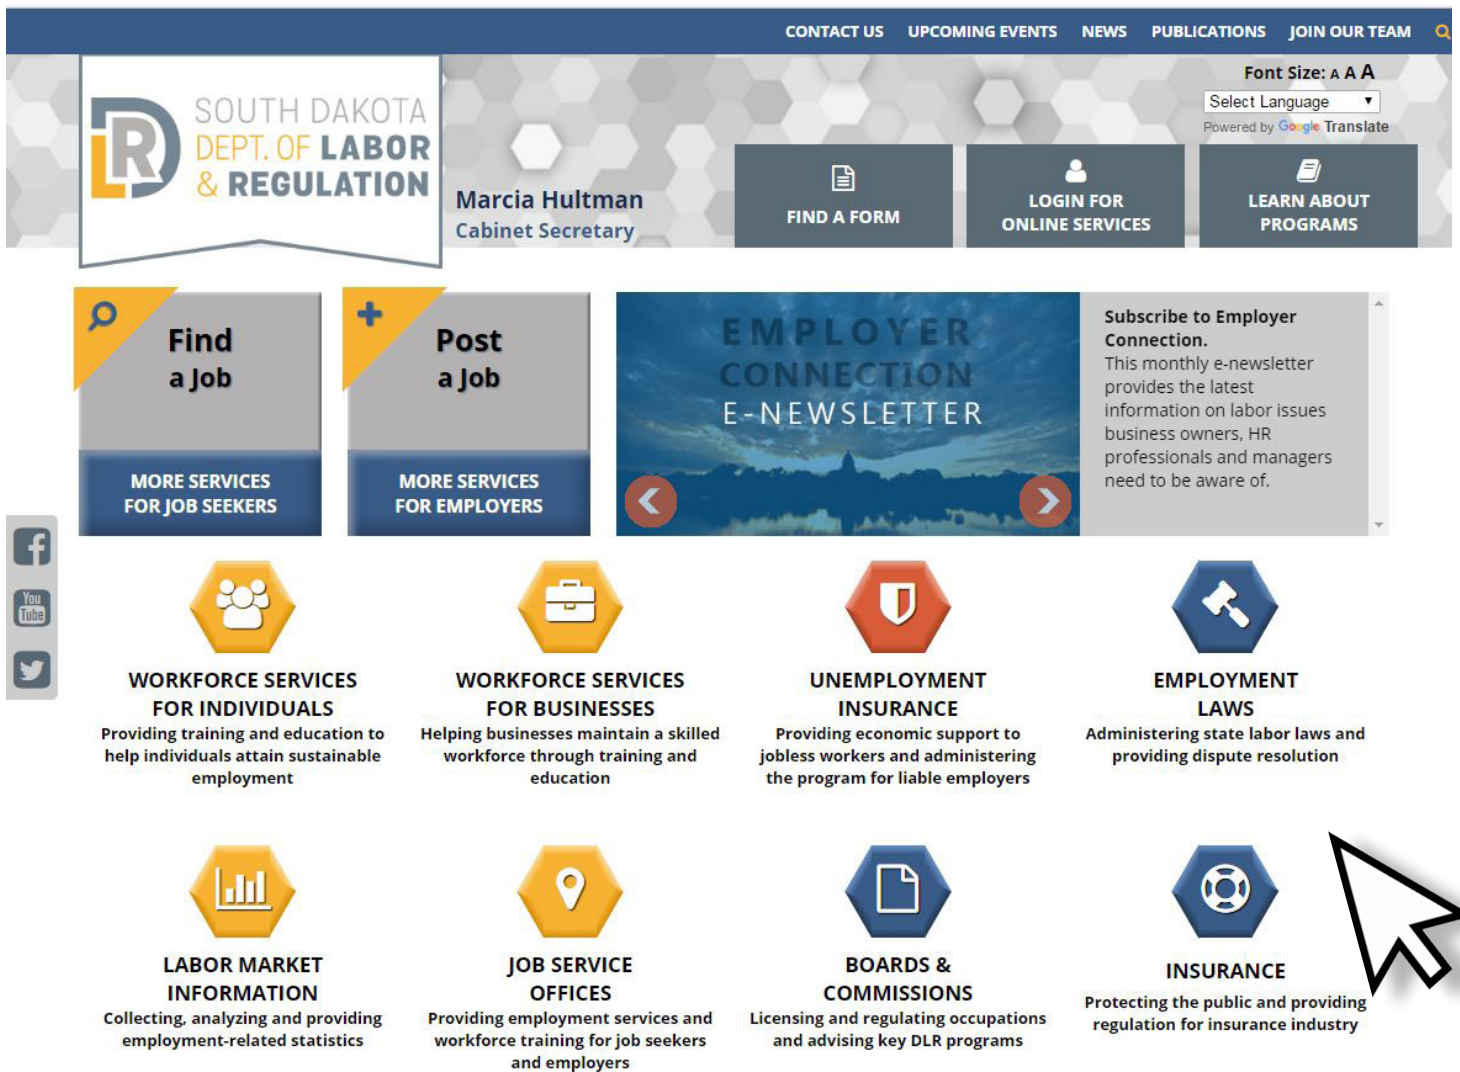 CONTACT US UPCOMING EVENTS NEWS PUBLICATIONS JOIN OUR TEAM
Font Size: A A A
Select Language
Powered by Google Translate
SOUTH DAKOTA
DEPT. OF LABOR
& REGULATION
Marcia Hultman
Cabinet Secretary
FIND A FORM
LOGIN FOR
ONLINE SERVICES
LEARN ABOUT
PROGRAMS
Find
a Job
MORE SERVICES
FOR JOB SEEKERS
Post
a Job
MORE SERVICES
FOR EMPLOYERS
EMPLOYER
CONNECTION
E-NEWSLETTER
Subscribe to Employer
Connection.
This monthly e-newsletter
provides the latest
information on labor issues
business owners, HR
professionals and managers
need to be aware of.
You
Tube
WORKFORCE SERVICES
FOR INDIVIDUALS
Providing training and education to
help individuals attain sustainable
employment
WORKFORCE SERVICES
FOR BUSINESSES
Helping businesses maintain a skilled
workforce through training and
education
UNEMPLOYMENT
INSURANCE
Providing economic support to
jobless workers and administering
the program for liable employers
EMPLOYMENT
LAWS
Administering state labor laws and
providing dispute resolution
LABOR MARKET
INFORMATION
Collecting, analyzing and providing
employment-related statistics
JOB SERVICE
OFFICES
Providing employment services and
workforce training for job seekers
and employers
BOARDS &
COMMISSIONS
Licensing and regulating occupations
and advising key DLR programs
INSURANCE
Protecting the public and providing
regulation for insurance industry